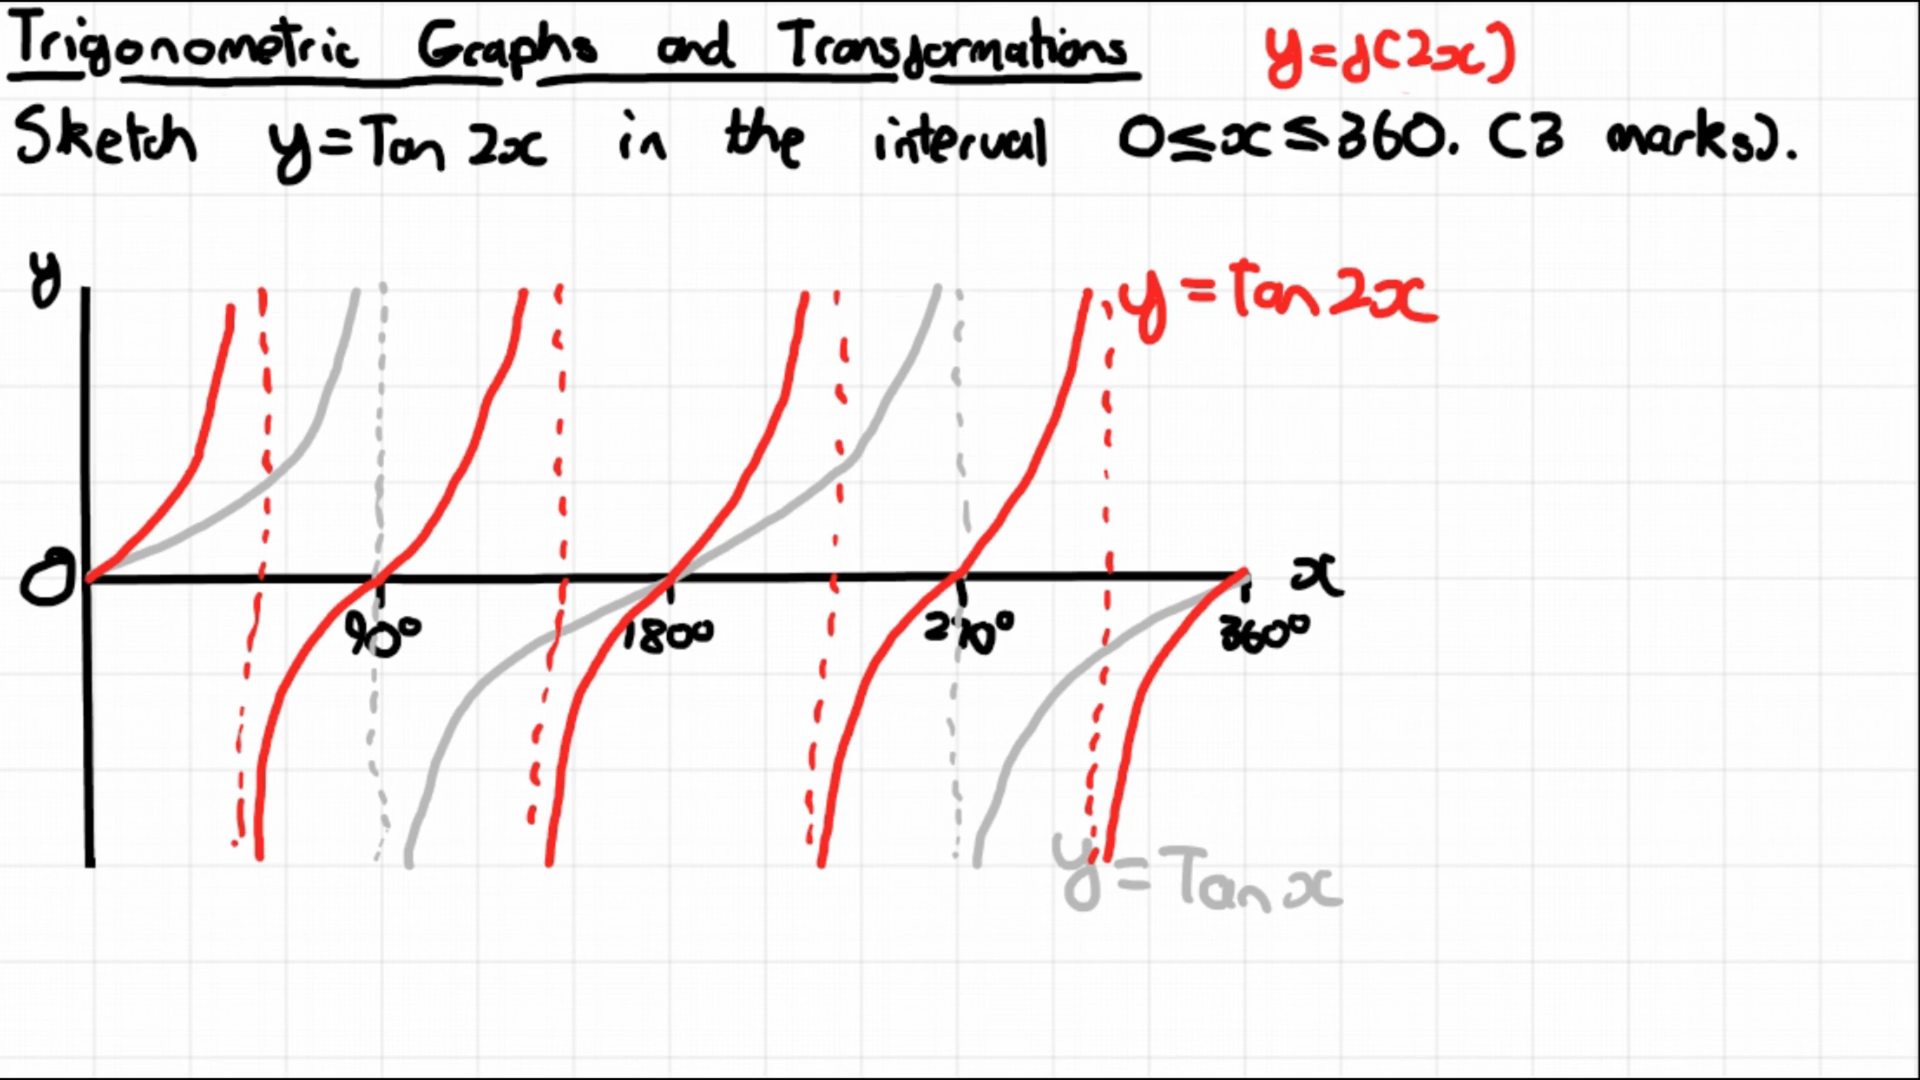 Trigonometric Graphs and Transformations y=f(2x)
Sketch y=Tan 2x in the interval 0≤x≤360. (3 marks).
y
y=Tan 2x
O x
90° 180° 270° 360°
y=Tan x